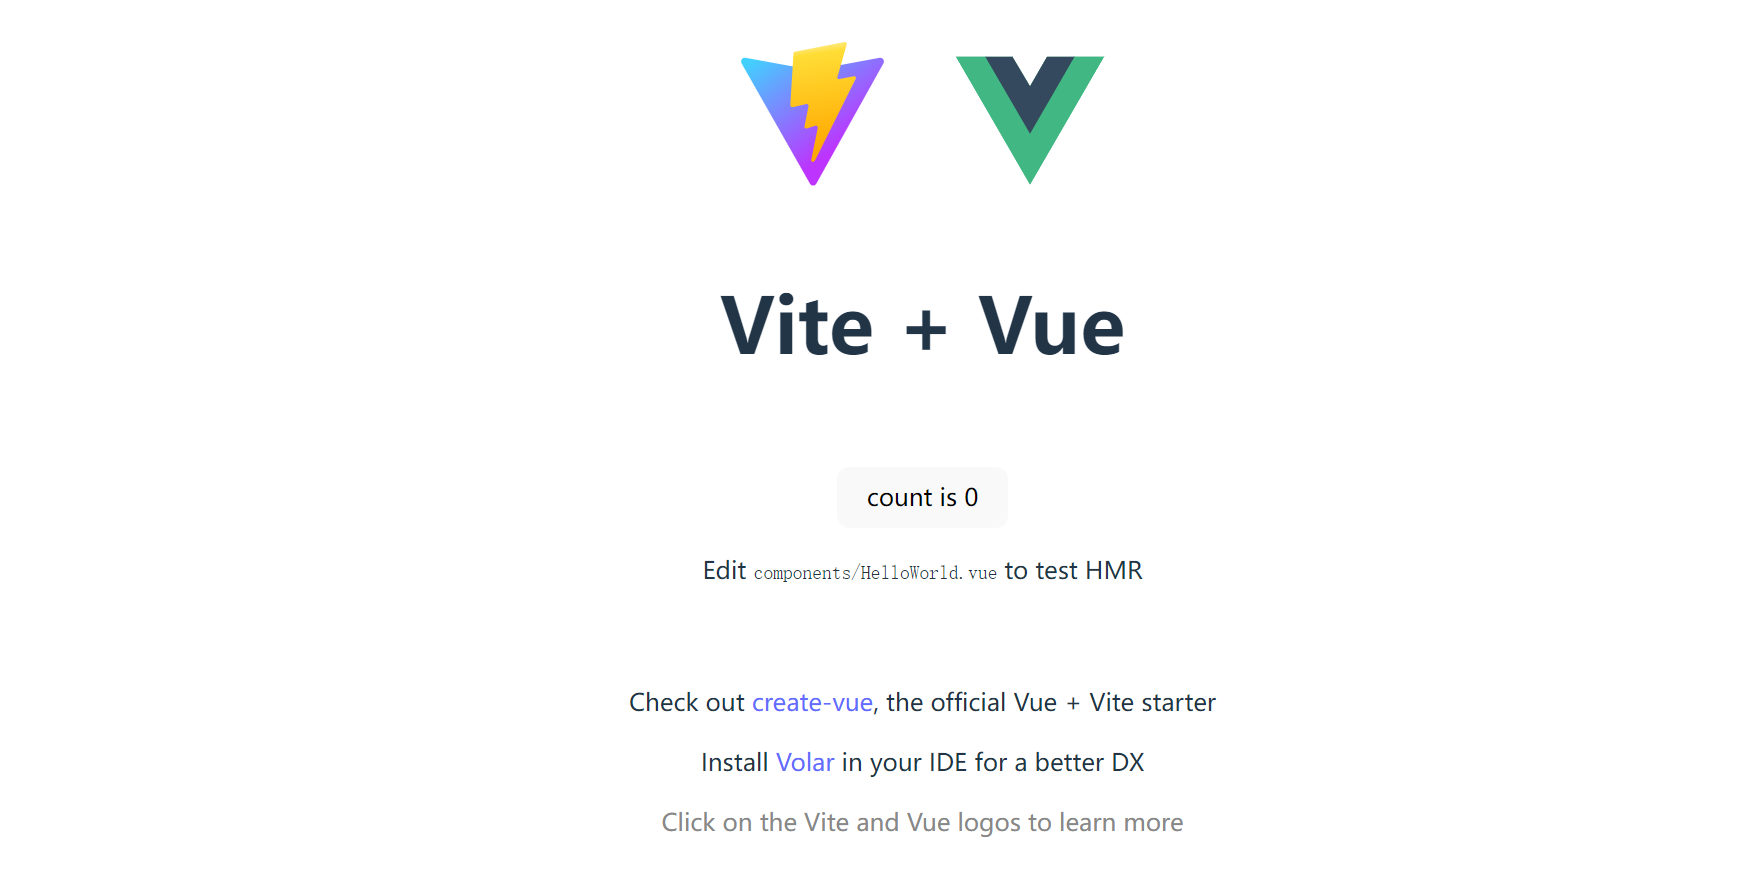 Vite + Vue
count is 0
Edit components/HelloWorld.vue to test HMR
Check out create-vue, the official Vue + Vite starter
Install Volar in your IDE for a better DX
Click on the Vite and Vue logos to learn more